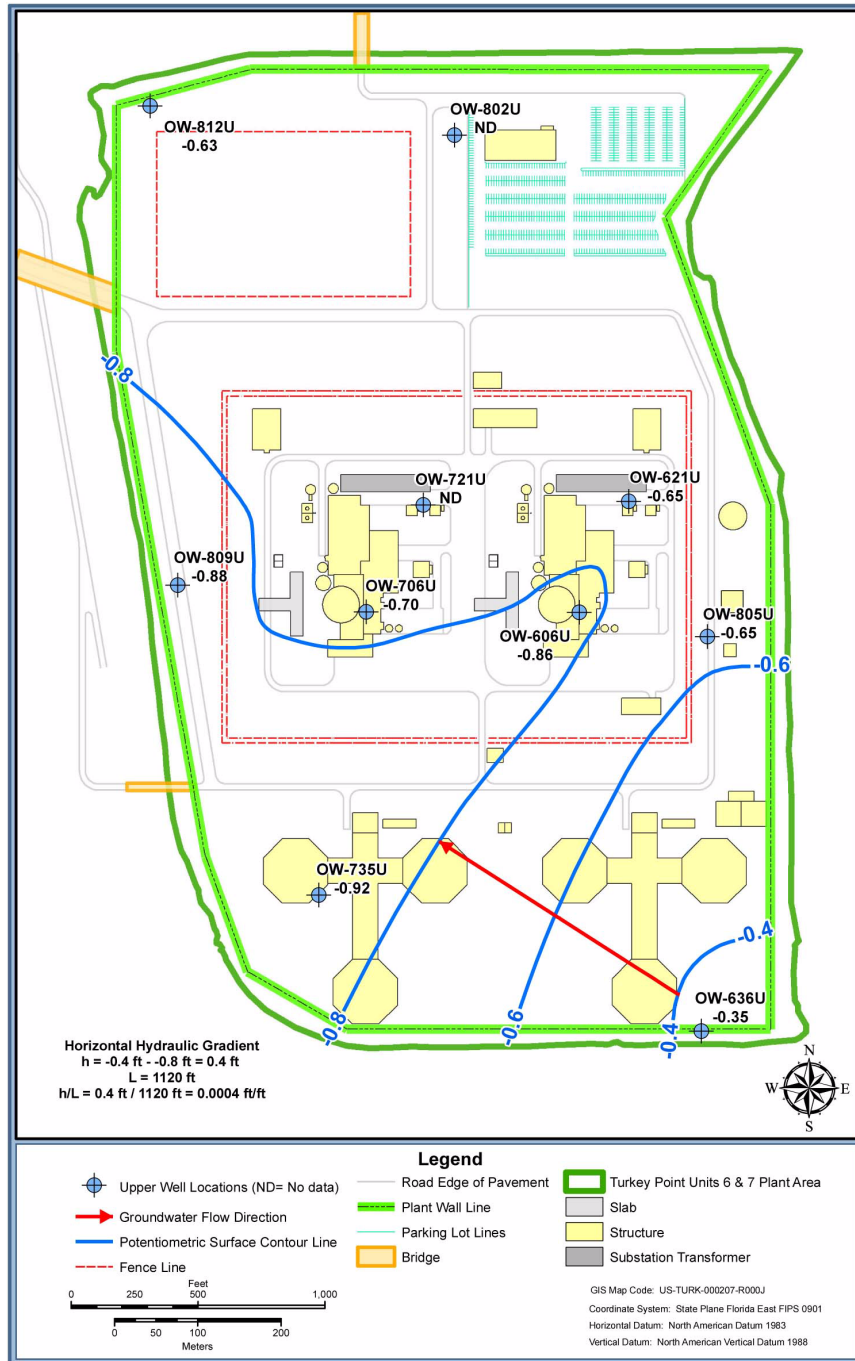 OW-812U
-0.63
OW-802U
ND
-0.8
OW-721U
ND
OW-621U
-0.65
OW-809U
-0.88
OW-706U
-0.70
OW-606U
-0.86
OW-805U
-0.65
-0.6
OW-735U
-0.92
-0.4
OW-636U
-0.35
-0.8
-0.6
-0.4
Horizontal Hydraulic Gradient
h = -0.4 ft - -0.8 ft = 0.4 ft
L = 1120 ft
h/L = 0.4 ft / 1120 ft = 0.0004 ft/ft
N
W
E
S
Legend
Upper Well Locations (ND= No data)
Groundwater Flow Direction
Potentiometric Surface Contour Line
Fence Line
Road Edge of Pavement
Plant Wall Line
Parking Lot Lines
Bridge
Turkey Point Units 6 & 7 Plant Area
Slab
Structure
Substation Transformer
Feet
0 250 500 1,000
0 50 100 200
Meters
GIS Map Code: US-TURK-000207-R000J
Coordinate System: State Plane Florida East FIPS 0901
Horizontal Datum: North American Datum 1983
Vertical Datum: North American Vertical Datum 1988